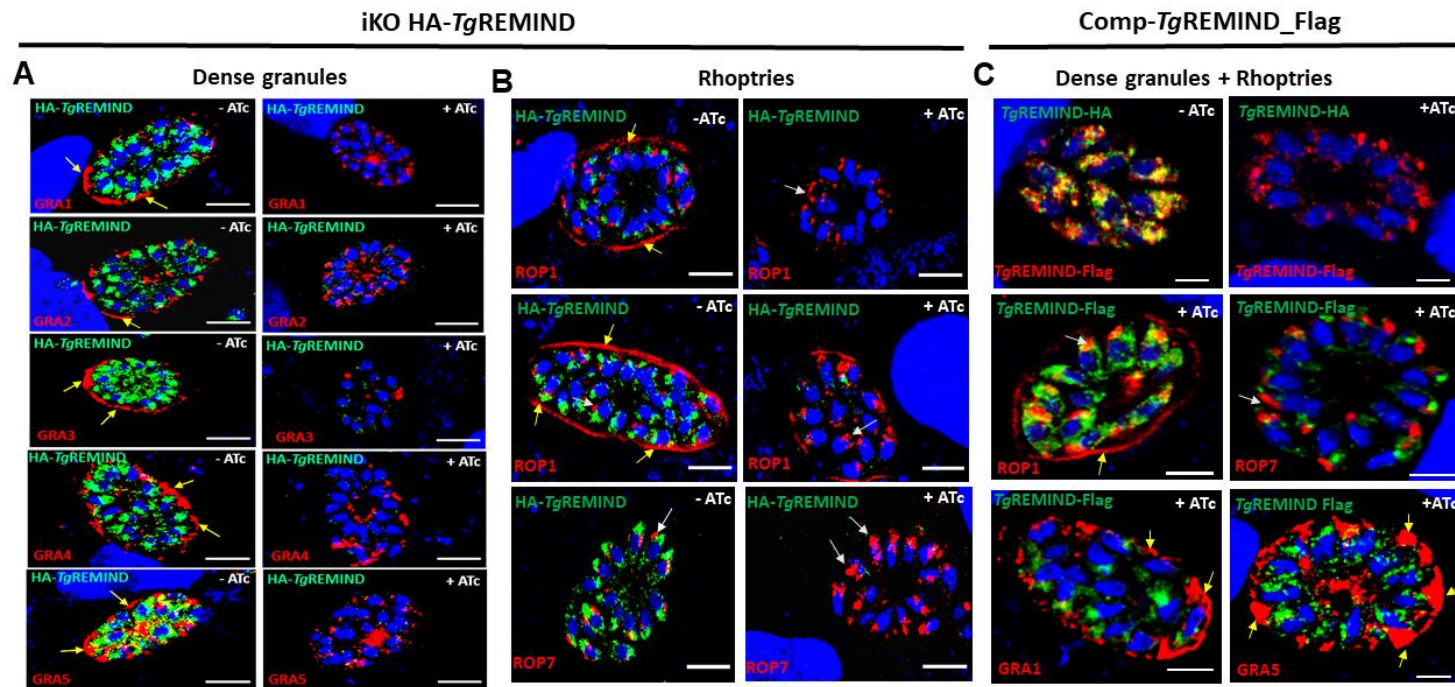 iKO HA-TgREMIND
Comp-TgREMIND_Flag
A
Dense granules
HA-TgREMIND
- ATc
GRA1
HA-TgREMIND
+ ATc
GRA1
HA-TgREMIND
- ATc
GRA2
HA-TgREMIND
+ ATc
GRA2
HA-TgREMIND
- ATc
GRA3
HA-TgREMIND
+ ATc
GRA3
HA-TgREMIND
- ATc
GRA4
HA-TgREMIND
+ ATc
GRA4
HA-TgREMIND
- ATc
GRA5
HA-TgREMIND
+ ATc
GRA5
B
Rhoptries
HA-TgREMIND
-ATc
ROP1
HA-TgREMIND
+ ATc
ROP1
HA-TgREMIND
- ATc
ROP1
HA-TgREMIND
+ ATc
ROP1
HA-TgREMIND
- ATc
ROP7
HA-TgREMIND
+ ATc
ROP7
C
Dense granules + Rhoptries
TgREMIND-HA
- ATc
TgREMIND-Flag
TgREMIND-HA
+ATc
TgREMIND-Flag
TgREMIND-Flag
+ ATc
ROP1
TgREMIND-Flag
+ ATc
ROP7
TgREMIND-Flag
+ ATc
GRA1
TgREMIND Flag
+ATc
GRA5